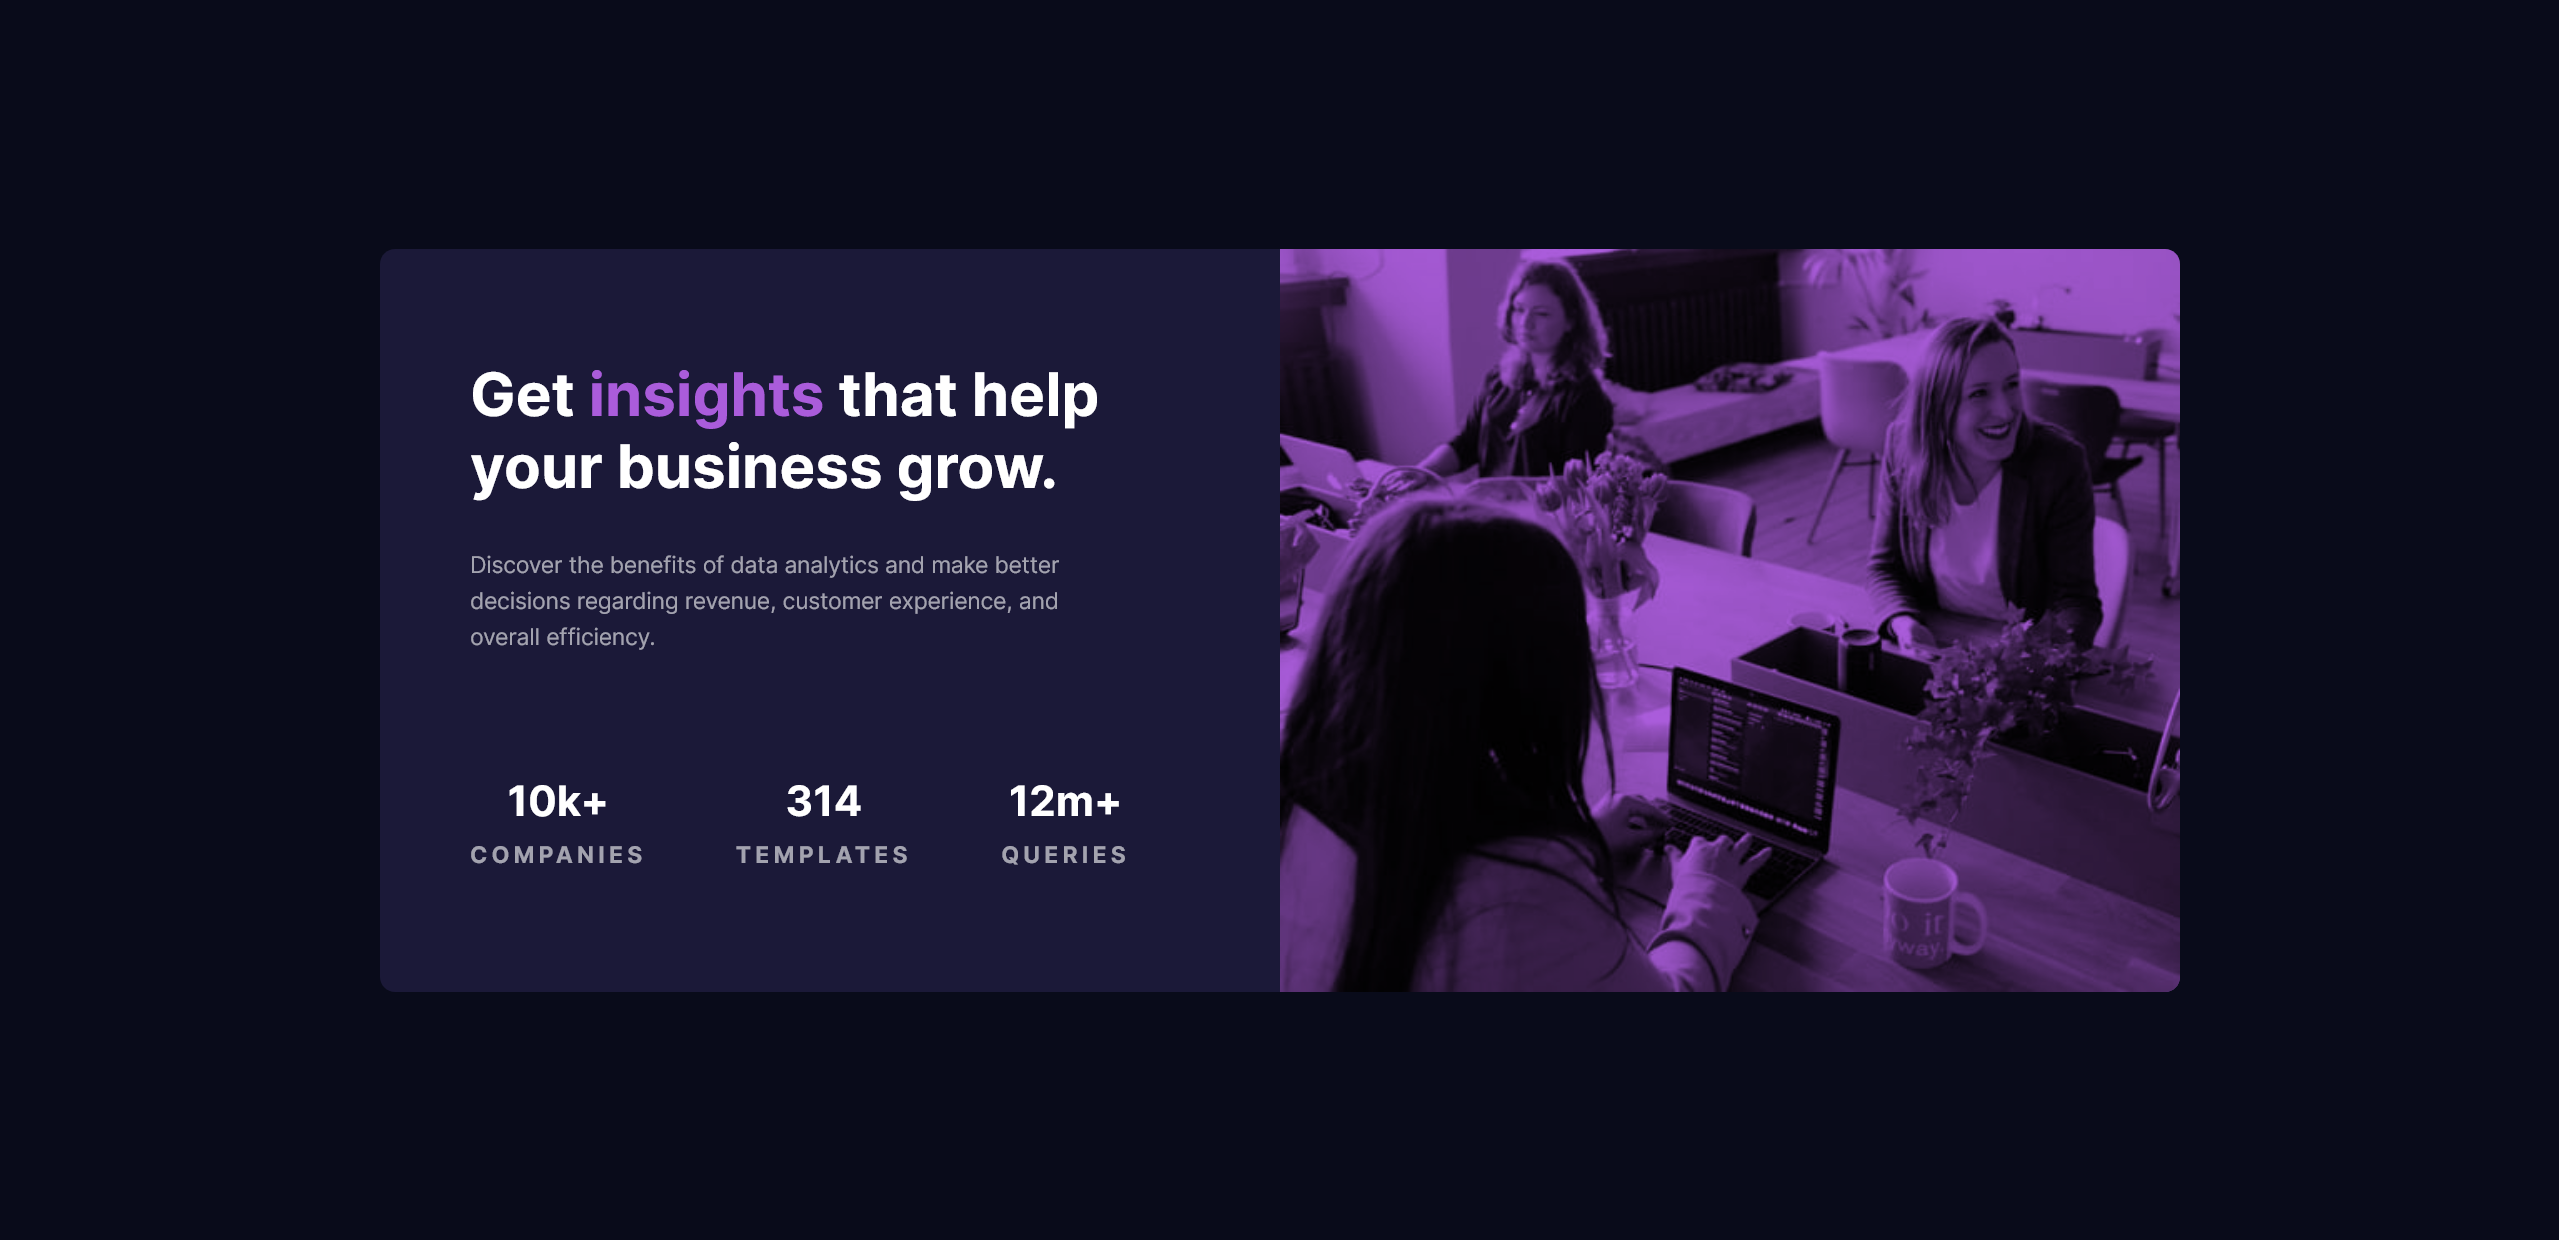 Get insights that help
your business grow.
Discover the benefits of data analytics and make better
decisions regarding revenue, customer experience, and
overall efficiency.
10k+ 314 12m+
COMPANIES TEMPLATES QUERIES